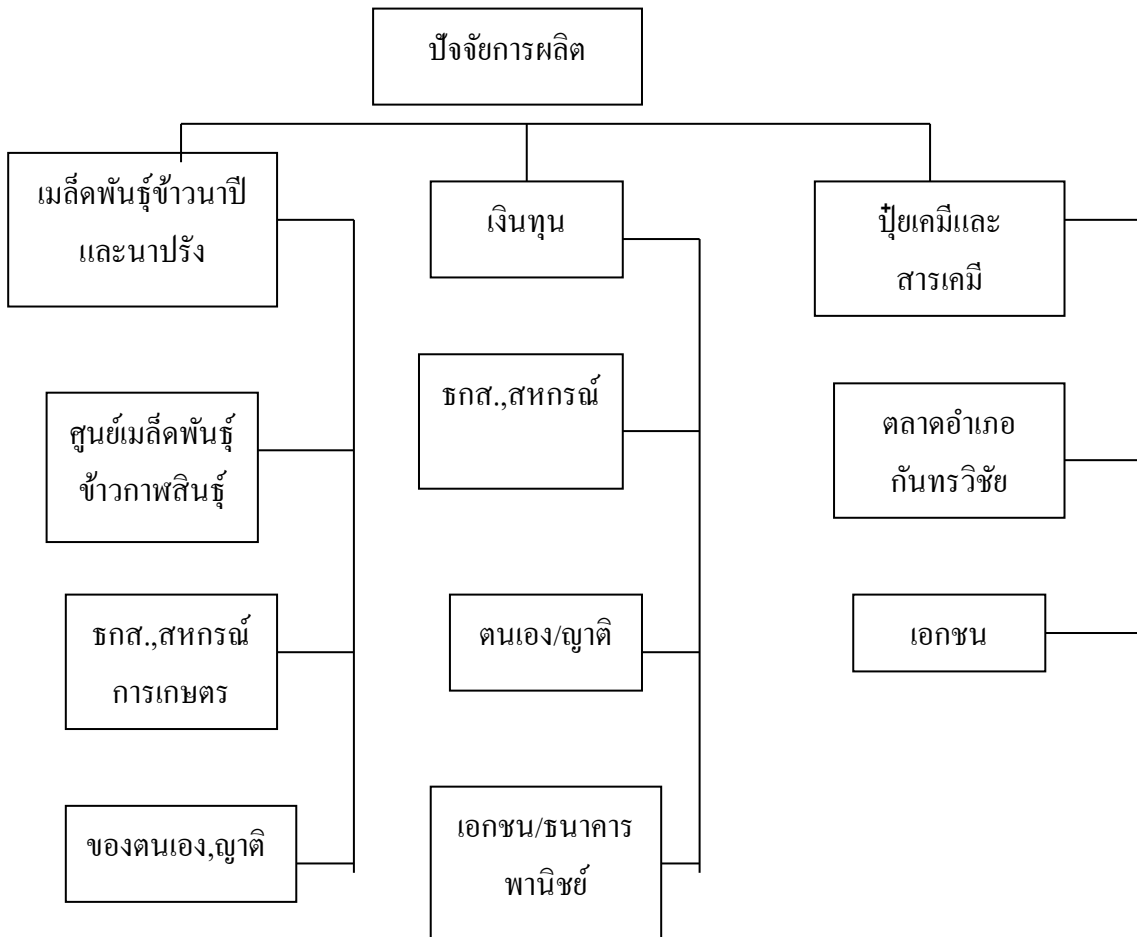 ปัจจัยการผลิต
เมล็ดพันธุ์ข้าวนาปี
และนาปรัง
เงินทุน
ปุ๋ยเคมีและ
สารเคมี
ศูนย์เมล็ดพันธุ์
ข้าวกาฬสินธุ์
ธกส.,สหกรณ์
ตลาดอำเภอ
กันทรวิชัย
ธกส.,สหกรณ์
การเกษตร
ตนเอง/ญาติ
เอกชน
ของตนเอง,ญาติ
เอกชน/ธนาคาร
พานิชย์